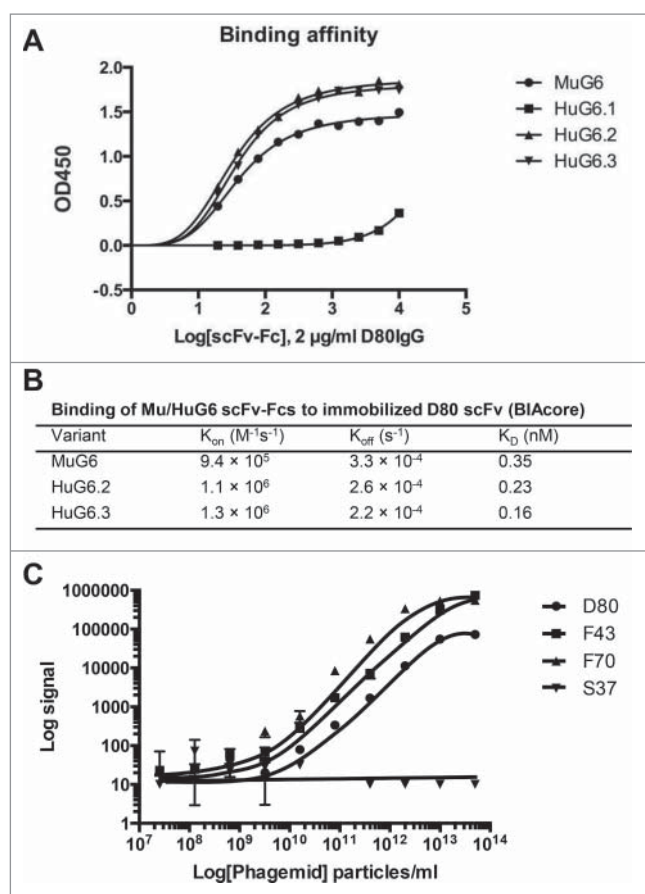 A
Binding affinity
2.0
1.5
1.0
0.5
0.0
-0.5
OD450
0
1
2
3
4
5
Log[scFv-Fc], 2 µg/ml D80IgG
MuG6
HuG6.1
HuG6.2
HuG6.3
B
Binding of Mu/HuG6 scFv-Fcs to immobilized D80 scFv (BIAcore)
Variant Kon (M-1s-1) Koff (s-1) KD (nM)
MuG6 9.4 × 10⁵ 3.3 × 10⁻⁴ 0.35
HuG6.2 1.1 × 10⁶ 2.6 × 10⁻⁴ 0.23
HuG6.3 1.3 × 10⁶ 2.2 × 10⁻⁴ 0.16
C
1000000
100000
10000
1000
100
10
1
Log signal
10⁷ 10⁸ 10⁹ 10¹⁰ 10¹¹ 10¹² 10¹³ 10¹⁴
Log[Phagemid] particles/ml
D80
F43
F70
S37